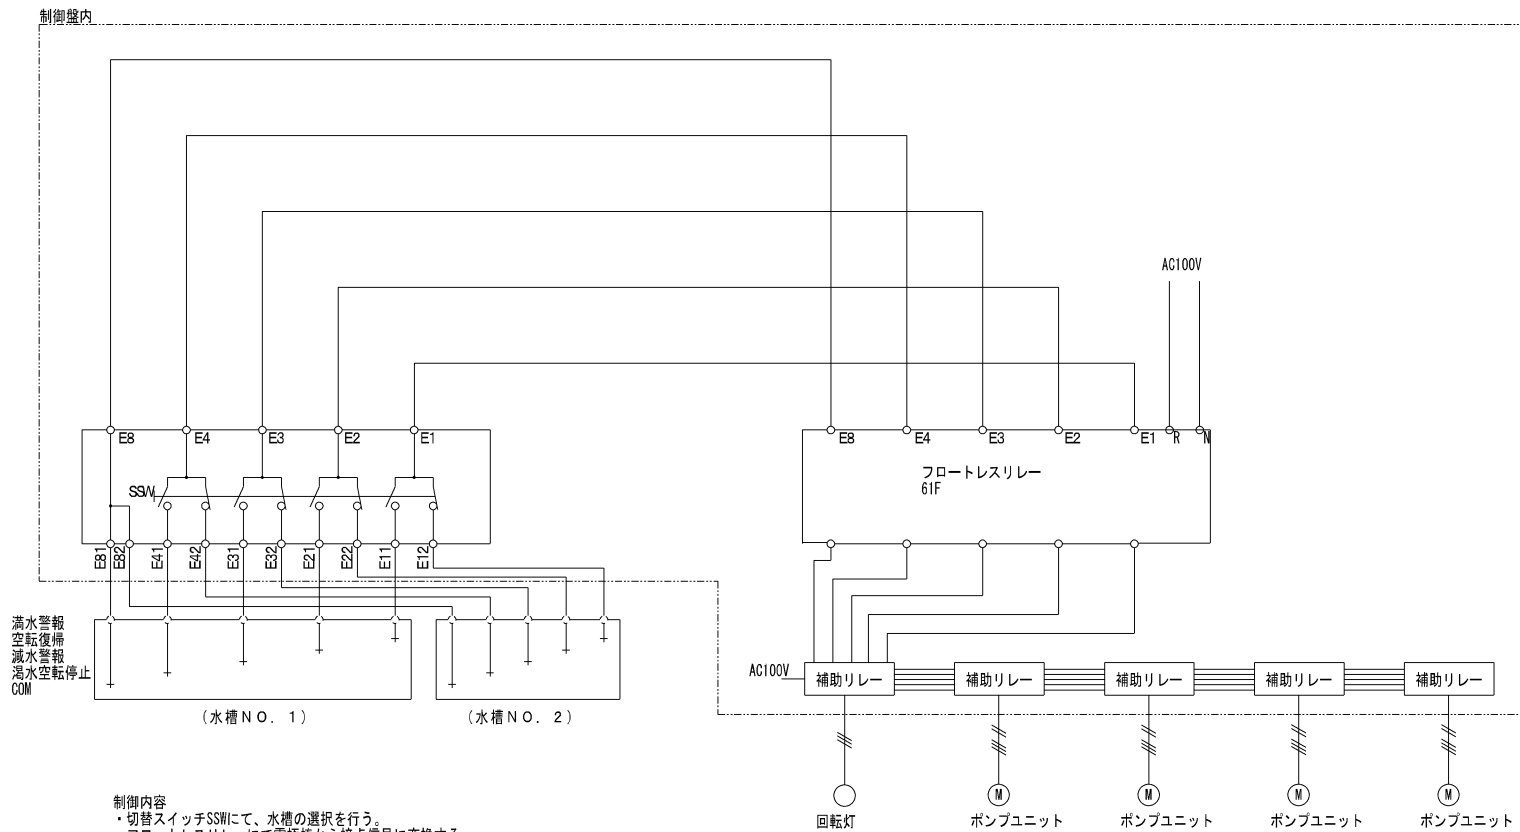 制御盤内
AC100V
E8
E4
E3
E2
E1
E8
E4
E3
E2
E1
R
N
フロートレスリレー
61F
SSW
E81
E82
E41
E42
E31
E32
E21
E22
E11
E12
満水警報
空転復帰
減水警報
渇水空転停止
COM
(水槽NO. 1)
(水槽NO. 2)
AC100V
補助リレー
補助リレー
補助リレー
補助リレー
補助リレー
M
M
M
M
回転灯
ポンプユニット
ポンプユニット
ポンプユニット
ポンプユニット
制御内容
・切替スイッチSSWにて、水槽の選択を行う。